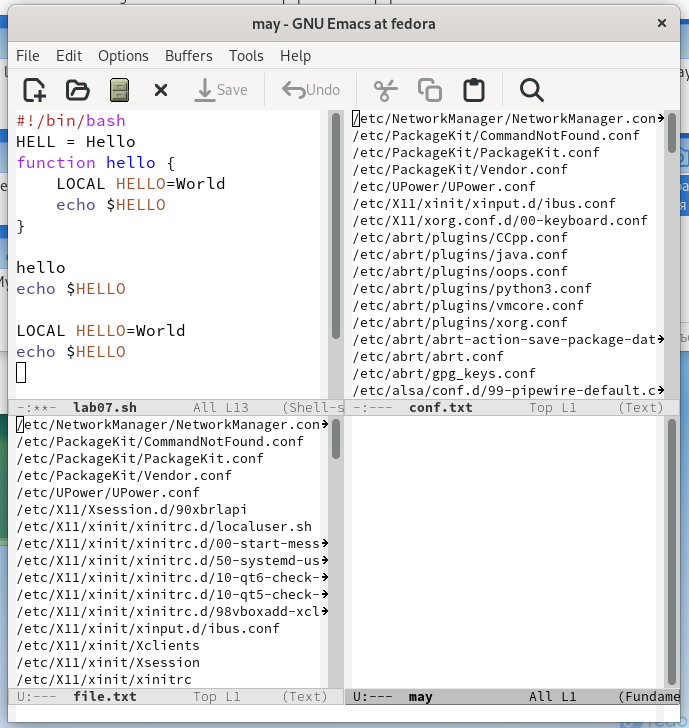 may - GNU Emacs at fedora
File Edit Options Buffers Tools Help
Save Undo
#!/bin/bash
HELL = Hello
function hello {
    LOCAL HELLO=World
    echo $HELLO
}
hello
echo $HELLO
LOCAL HELLO=World
echo $HELLO
-:**- lab07.sh All L13 (Shell-s
/etc/NetworkManager/NetworkManager.con
/etc/PackageKit/CommandNotFound.conf
/etc/PackageKit/PackageKit.conf
/etc/PackageKit/Vendor.conf
/etc/UPower/UPower.conf
/etc/X11/xinit/xinput.d/ibus.conf
/etc/X11/xorg.conf.d/00-keyboard.conf
/etc/abrt/plugins/CCpp.conf
/etc/abrt/plugins/java.conf
/etc/abrt/plugins/oops.conf
/etc/abrt/plugins/python3.conf
/etc/abrt/plugins/vmcore.conf
/etc/abrt/plugins/xorg.conf
/etc/abrt/abrt-action-save-package-dat
/etc/abrt/abrt.conf
/etc/abrt/gpg_keys.conf
/etc/alsa/conf.d/99-pipewire-default.c
-:--- conf.txt Top L1 (Text)
/etc/NetworkManager/NetworkManager.con
/etc/PackageKit/CommandNotFound.conf
/etc/PackageKit/PackageKit.conf
/etc/PackageKit/Vendor.conf
/etc/UPower/UPower.conf
/etc/X11/Xsession.d/90xbrlapi
/etc/X11/xinit/xinitrc.d/localuser.sh
/etc/X11/xinit/xinitrc.d/00-start-mess
/etc/X11/xinit/xinitrc.d/50-systemd-us
/etc/X11/xinit/xinitrc.d/10-qt6-check-
/etc/X11/xinit/xinitrc.d/10-qt5-check-
/etc/X11/xinit/xinitrc.d/98vboxadd-xcl
/etc/X11/xinit/xinput.d/ibus.conf
/etc/X11/xinit/Xclients
/etc/X11/xinit/Xsession
/etc/X11/xinit/xinitrc
U:--- file.txt Top L1 (Text)
U:--- may All L1 (Fundame